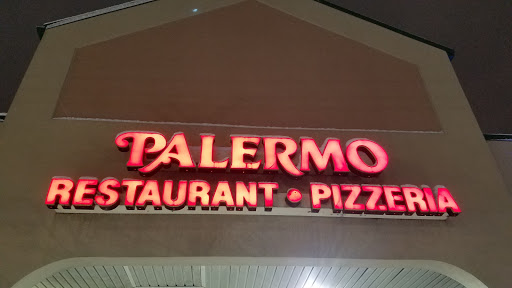 PALERMO
RESTAURANT • PIZZERIA